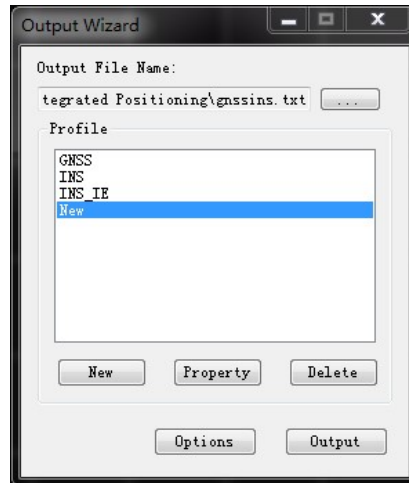 Output Wizard
Output File Name:
tegrated Positioning\gnssins.txt ...
Profile
GNSS
INS
INS_IE
New
New Property Delete
Options Output